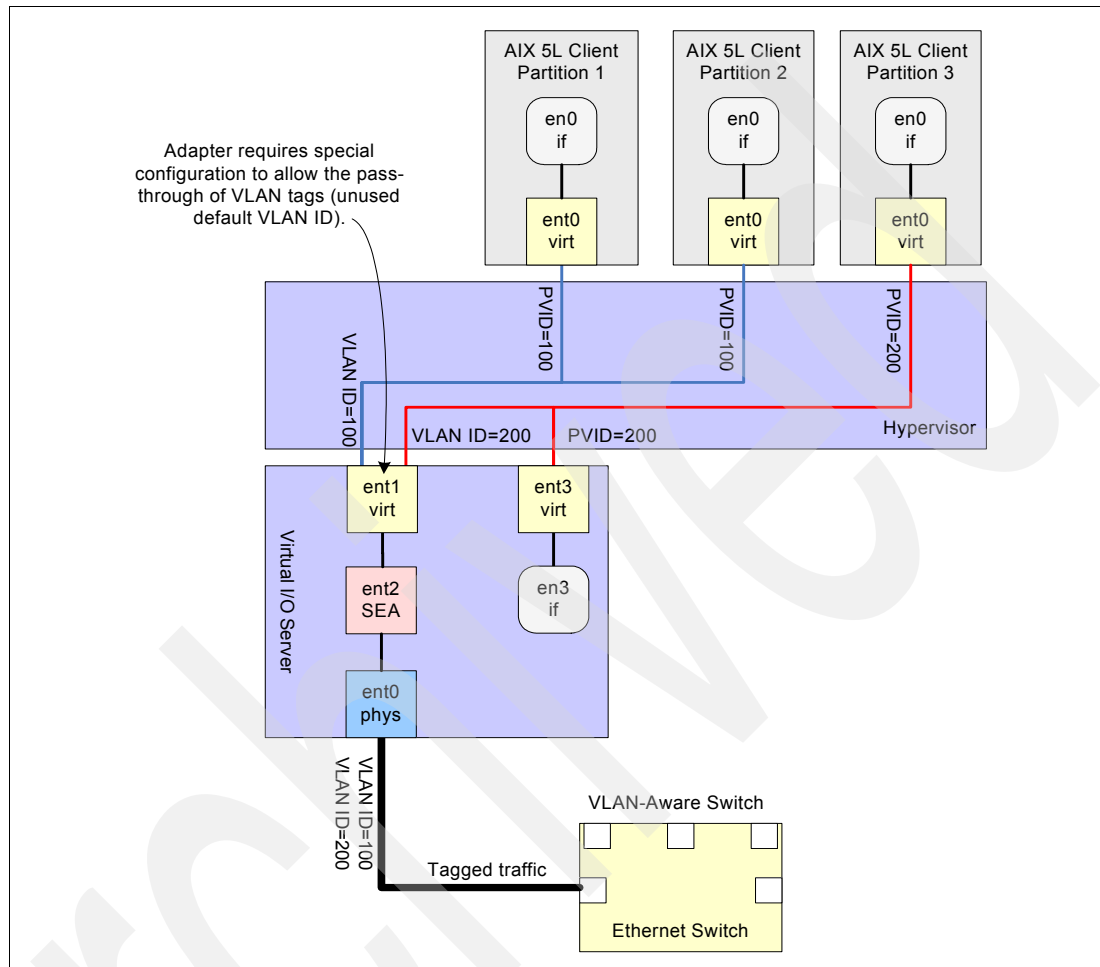 AIX 5L Client
Partition 1
AIX 5L Client
Partition 2
AIX 5L Client
Partition 3
en0
if
en0
if
en0
if
Adapter requires special
configuration to allow the pass-
through of VLAN tags (unused
default VLAN ID).
ent0
virt
ent0
virt
ent0
virt
PVID=100
PVID=100
PVID=200
VLAN ID=100
VLAN ID=200
PVID=200
Hypervisor
ent1
virt
ent3
virt
Virtual I/O Server
ent2
SEA
en3
if
ent0
phys
VLAN ID=100
VLAN ID=200
VLAN-Aware Switch
Tagged traffic
Ethernet Switch
archived